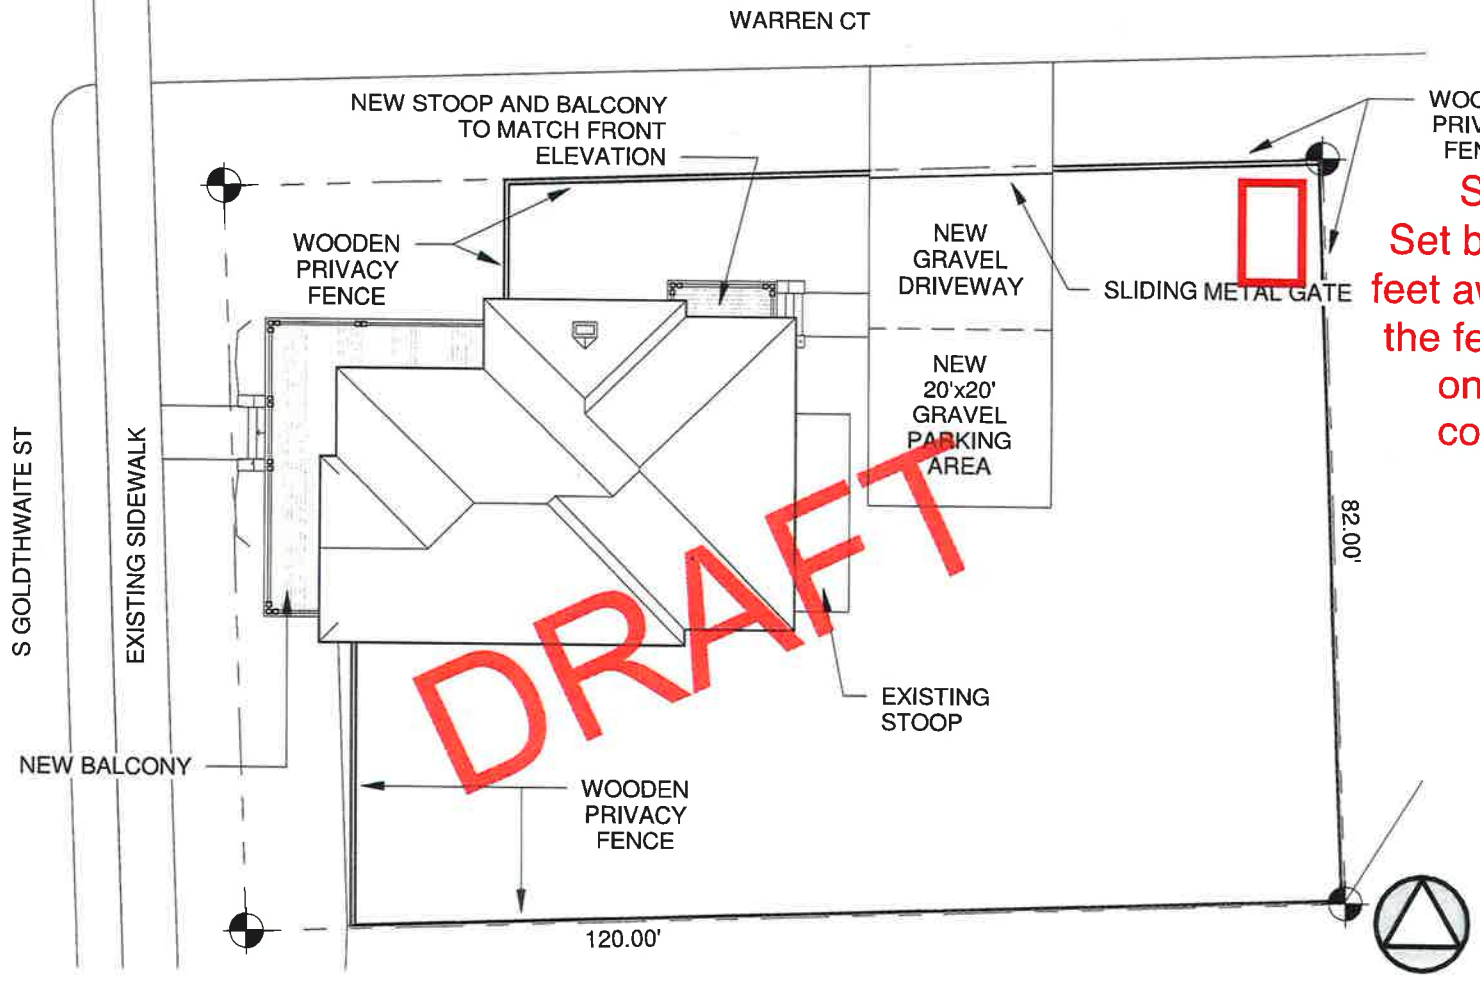 WARREN CT
NEW STOOP AND BALCONY
TO MATCH FRONT
ELEVATION
WOODEN
PRIVACY
FENCE
NEW
GRAVEL
DRIVEWAY
SLIDING METAL GATE
NEW
20'x20'
GRAVEL
PARKING
AREA
Set
feet
the
on
82.00'
S GOLDTHWAITE ST
EXISTING SIDEWALK
DRAFT
EXISTING
STOOP
NEW BALCONY
WOODEN
PRIVACY
FENCE
120.00'